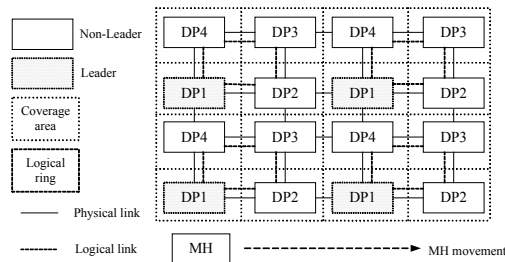 Non-Leader
Leader
Coverage
area
Logical
ring
Physical link
Logical link
DP4 DP3 DP4 DP3
DP1 DP2 DP1 DP2
DP4 DP3 DP4 DP3
DP1 DP2 DP1 DP2
MH
MH movement